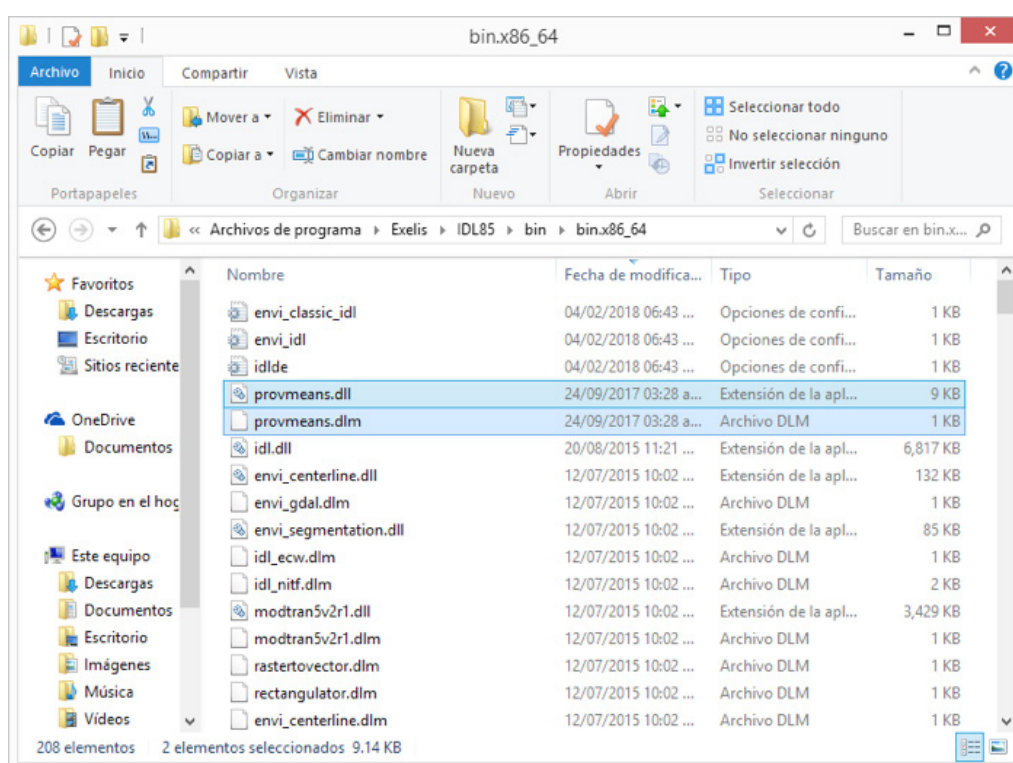 bin.x86_64
Archivo Inicio Compartir Vista
Copiar Pegar Mover a Copiar a Eliminar Cambiar nombre Nueva carpeta Propiedades Seleccionar todo No seleccionar ninguno Invertir selección
Portapapeles Organizar Nuevo Abrir Seleccionar
« Archivos de programa Exelis IDL85 bin bin.x86_64 Buscar en bin.x...
Nombre Fecha de modifica... Tipo Tamaño
Favoritos
Descargas
Escritorio
Sitios reciente
OneDrive
Documentos
Grupo en el hog
Este equipo
Descargas
Documentos
Escritorio
Imágenes
Música
Vídeos
envi_classic_idl 04/02/2018 06:43 ... Opciones de confi... 1 KB
envi_idl 04/02/2018 06:43 ... Opciones de confi... 1 KB
idlde 04/02/2018 06:43 ... Opciones de confi... 1 KB
provmeans.dll 24/09/2017 03:28 a... Extensión de la apl... 9 KB
provmeans.dlm 24/09/2017 03:28 a... Archivo DLM 1 KB
idl.dll 20/08/2015 11:21 ... Extensión de la apl... 6,817 KB
envi_centerline.dll 12/07/2015 10:02 ... Extensión de la apl... 132 KB
envi_gdal.dlm 12/07/2015 10:02 ... Archivo DLM 1 KB
envi_segmentation.dll 12/07/2015 10:02 ... Extensión de la apl... 85 KB
idl_ecw.dlm 12/07/2015 10:02 ... Archivo DLM 1 KB
idl_nitf.dlm 12/07/2015 10:02 ... Archivo DLM 2 KB
modtran5v2r1.dll 12/07/2015 10:02 ... Extensión de la apl... 3,429 KB
modtran5v2r1.dlm 12/07/2015 10:02 ... Archivo DLM 1 KB
rastertovector.dlm 12/07/2015 10:02 ... Archivo DLM 1 KB
rectangulator.dlm 12/07/2015 10:02 ... Archivo DLM 1 KB
envi_centerline.dlm 12/07/2015 10:02 ... Archivo DLM 1 KB
208 elementos 2 elementos seleccionados 9.14 KB